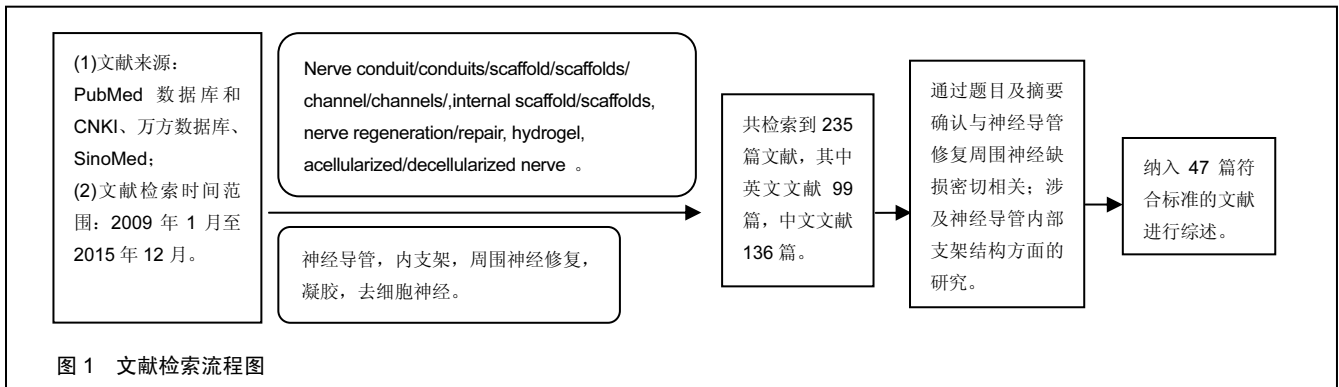 (1)文献来源：
PubMed 数据库和
CNKI、万方数据库、
SinoMed；
(2)文献检索时间范
围：2009 年 1 月至
2015 年 12 月。
Nerve conduit/conduits/scaffold/scaffolds/
channel/channels/,internal scaffold/scaffolds,
nerve regeneration/repair, hydrogel,
acellularized/decellularized nerve 。
神经导管，内支架，周围神经修复，
凝胶，去细胞神经。
共检索到 235
篇文献，其中
英文文献 99
篇，中文文献
136 篇。
通过题目及摘要
确认与神经导管
修复周围神经缺
损密切相关；涉
及神经导管内部
支架结构方面的
研究。
纳入 47 篇符
合标准的文献
进行综述。
图 1 文献检索流程图